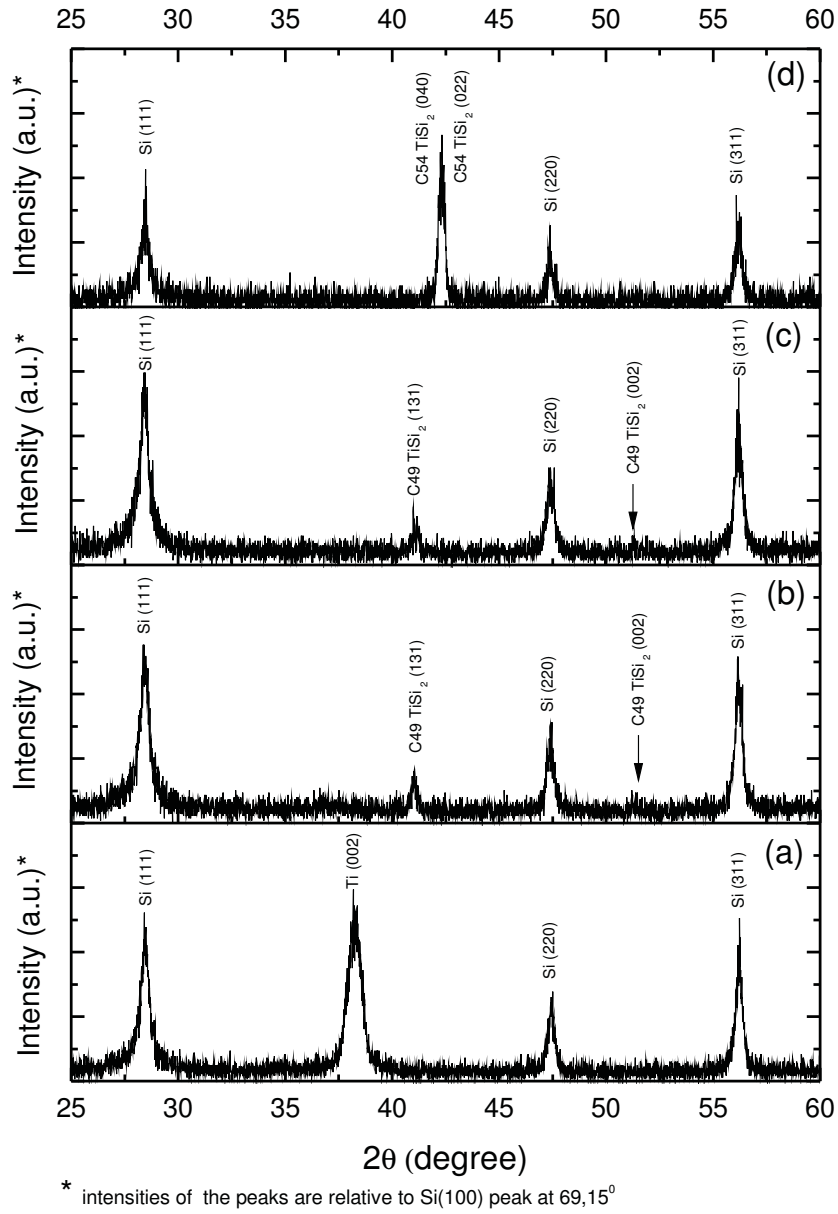 25 30 35 40 45 50 55 60
(d)
Intensity (a.u.)*
Si (111)
C54 TiSi₂ (040)
C54 TiSi₂ (022)
Si (220)
Si (311)
(c)
Intensity (a.u.)*
Si (111)
C49 TiSi₂ (131)
Si (220)
C49 TiSi₂ (002)
Si (311)
(b)
Intensity (a.u.)*
Si (111)
C49 TiSi₂ (131)
Si (220)
C49 TiSi₂ (002)
Si (311)
(a)
Intensity (a.u.)*
Si (111)
Ti (002)
Si (220)
Si (311)
25 30 35 40 45 50 55 60
2θ (degree)
* intensities of the peaks are relative to Si(100) peak at 69,15⁰